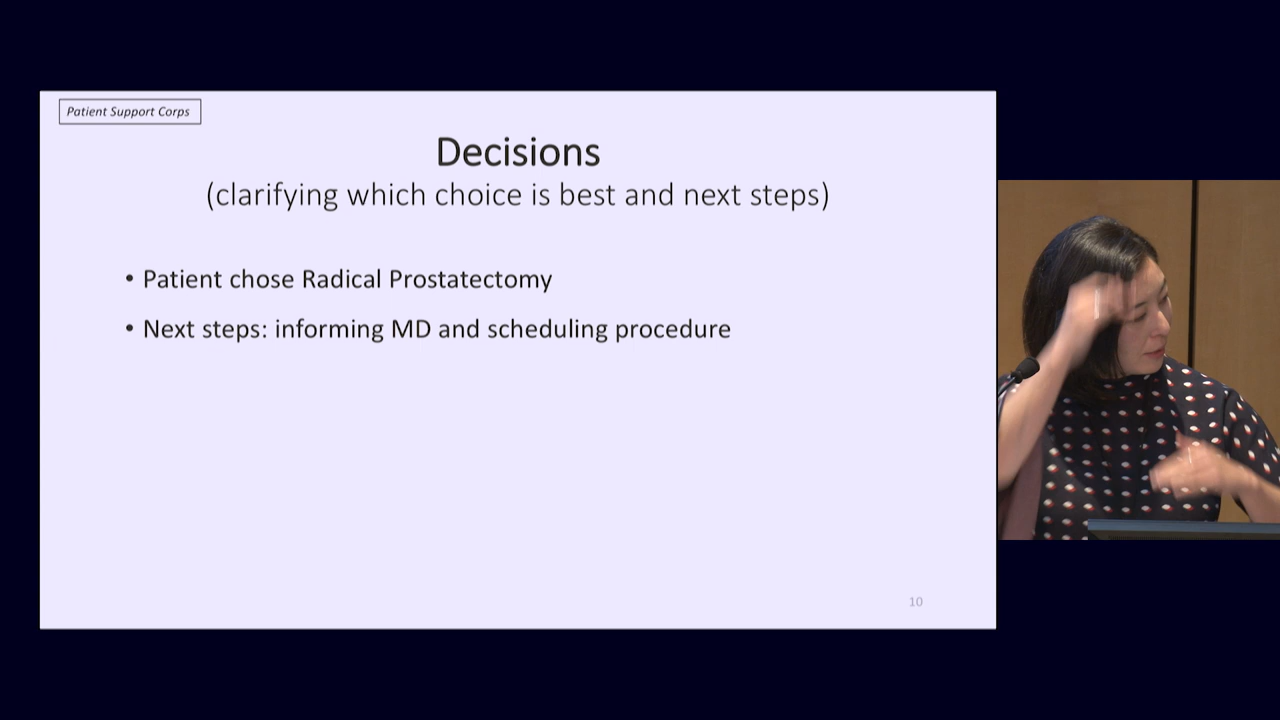 Patient Support Corps
Decisions
(clarifying which choice is best and next steps)
• Patient chose Radical Prostatectomy
• Next steps: informing MD and scheduling procedure
10